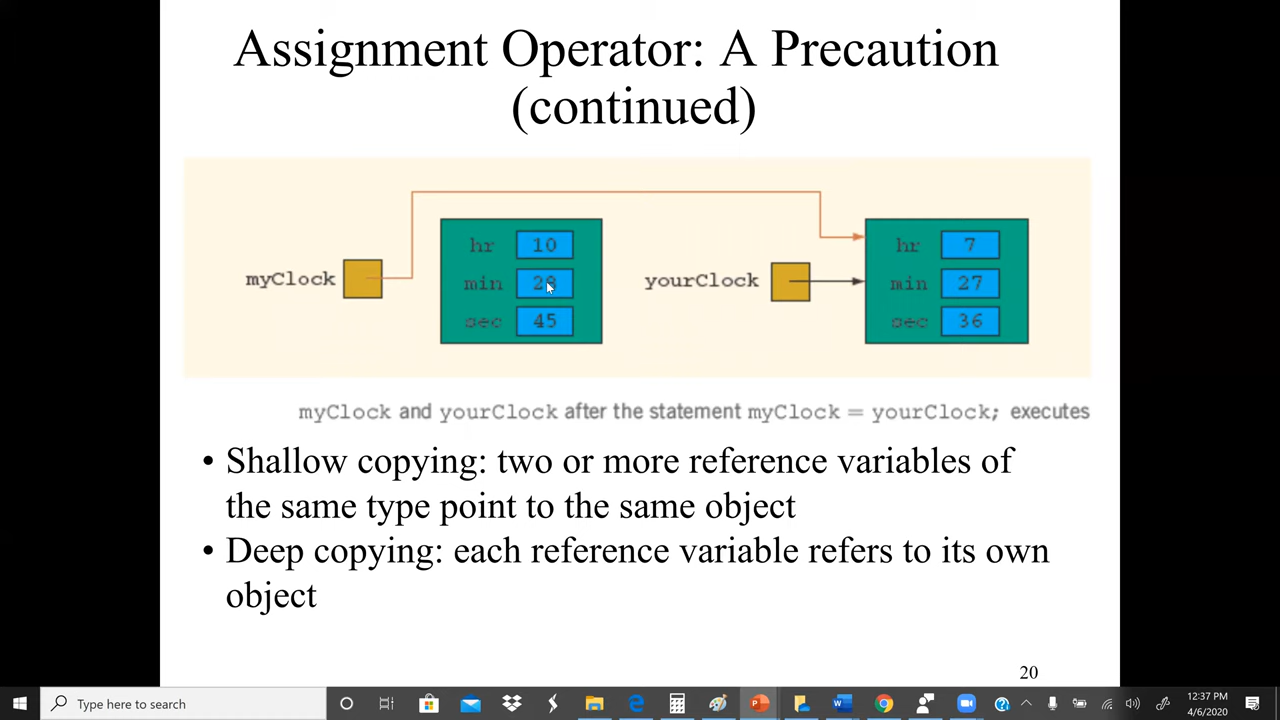 Assignment Operator: A Precaution
(continued)
hr 10
hr 7
myClock
min
yourClock
min 27
sec 45
sec 36
myClock and yourClock after the statement myClock = yourClock; executes
• Shallow copying: two or more reference variables of
the same type point to the same object
• Deep copying: each reference variable refers to its own
object
20
Type here to search
12:37 PM
4/6/2020